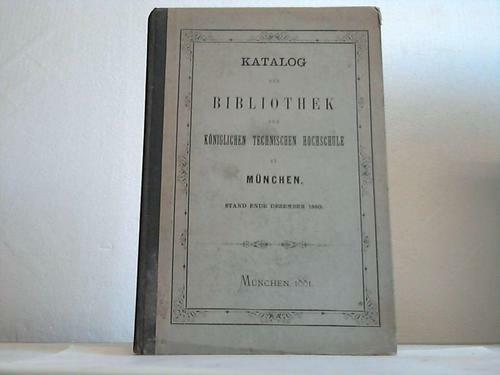 KATALOG
DER
BIBLIOTHEK
DER
KÖNIGLICHEN TECHNISCHEN HOCHSCHULE
ZU
MÜNCHEN.
STAND ENDE DEZEMBER 1880.
MÜNCHEN, 1881.